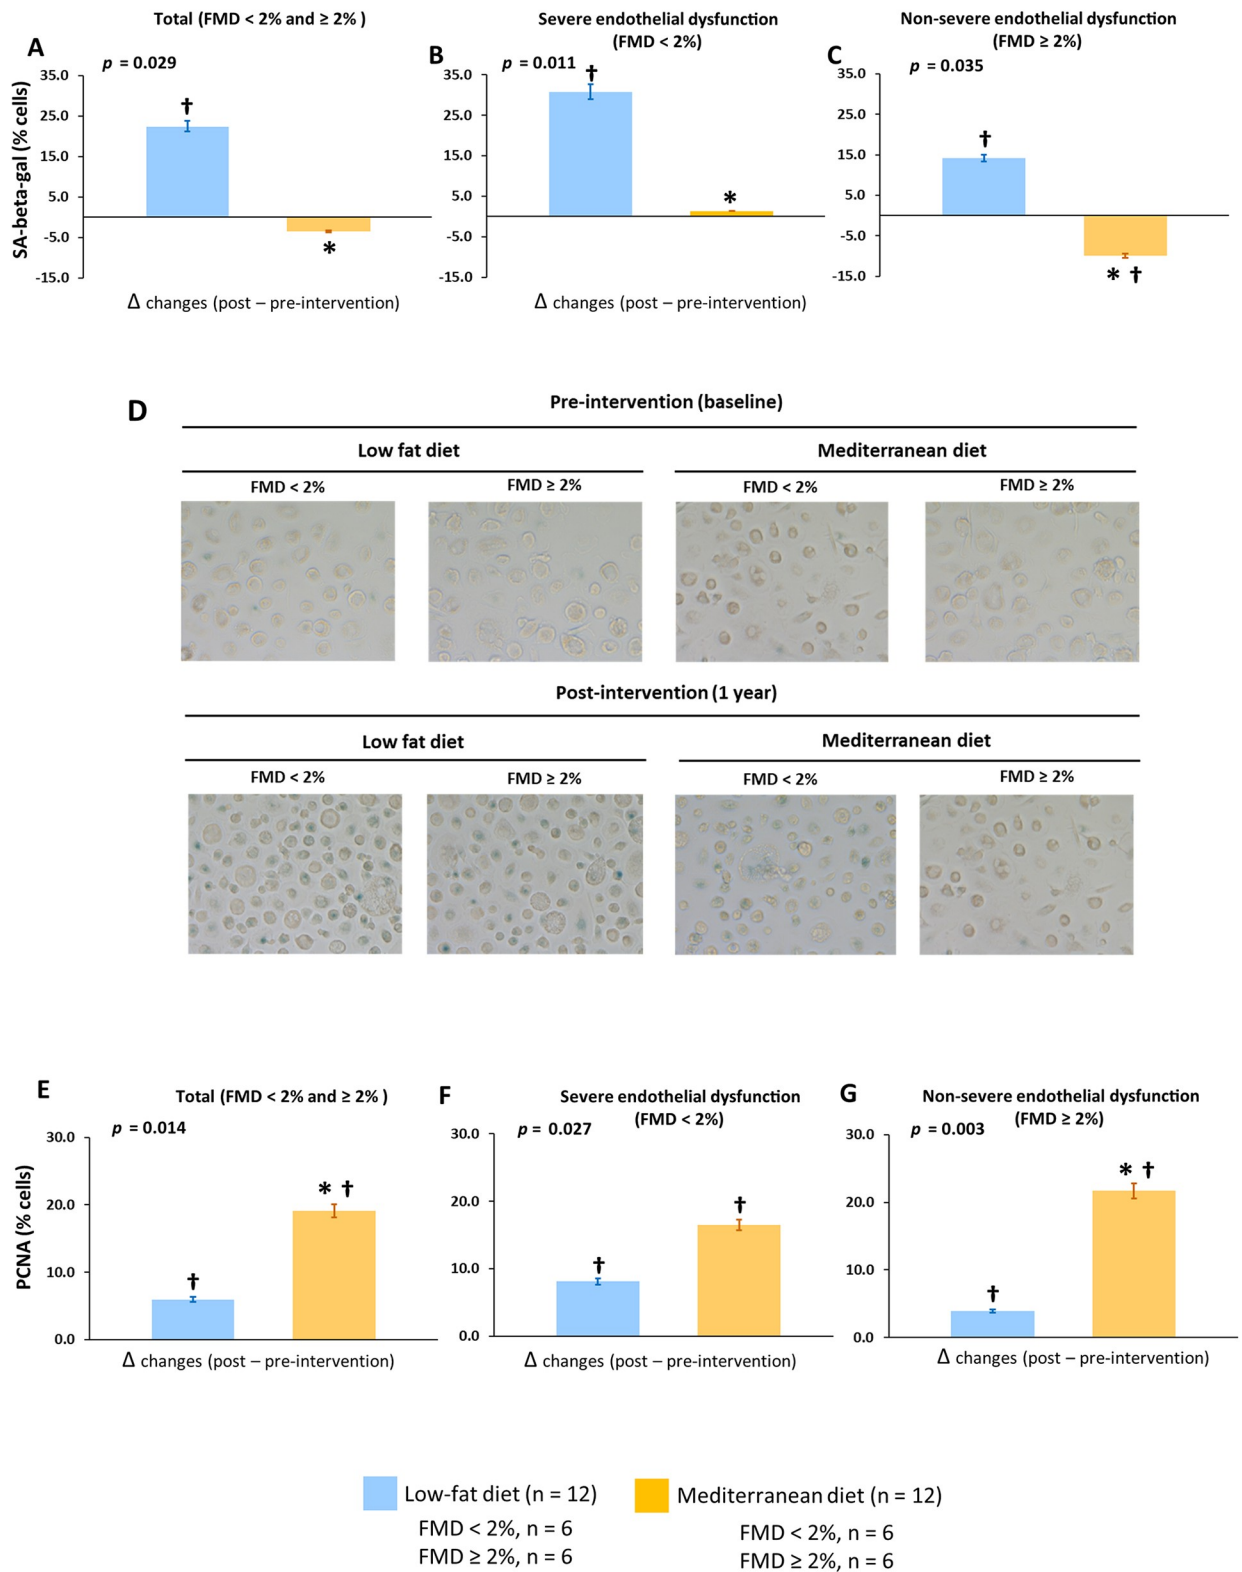 Total (FMD < 2% and ≥ 2% )
Severe endothelial dysfunction
(FMD < 2%)
Non-severe endothelial dysfunction
(FMD ≥ 2%)
A
p = 0.029
B
p = 0.011
C
p = 0.035
SA-beta-gal (% cells)
35.0
25.0
15.0
5.0
-5.0
-15.0
†
*
Δ changes (post – pre-intervention)
35.0
25.0
15.0
5.0
-5.0
-15.0
†
*
Δ changes (post – pre-intervention)
35.0
25.0
15.0
5.0
-5.0
-15.0
†
* †
D
Pre-intervention (baseline)
Low fat diet
Mediterranean diet
FMD < 2%
FMD ≥ 2%
FMD < 2%
FMD ≥ 2%
Post-intervention (1 year)
Low fat diet
Mediterranean diet
FMD < 2%
FMD ≥ 2%
FMD < 2%
FMD ≥ 2%
E
Total (FMD < 2% and ≥ 2% )
p = 0.014
F
Severe endothelial dysfunction
(FMD < 2%)
p = 0.027
G
Non-severe endothelial dysfunction
(FMD ≥ 2%)
p = 0.003
PCNA (% cells)
30.0
20.0
10.0
0.0
†
* †
Δ changes (post – pre-intervention)
30.0
20.0
10.0
0.0
†
†
Δ changes (post – pre-intervention)
30.0
20.0
10.0
0.0
†
* †
Δ changes (post – pre-intervention)
Low-fat diet (n = 12)
FMD < 2%, n = 6
FMD ≥ 2%, n = 6
Mediterranean diet (n = 12)
FMD < 2%, n = 6
FMD ≥ 2%, n = 6